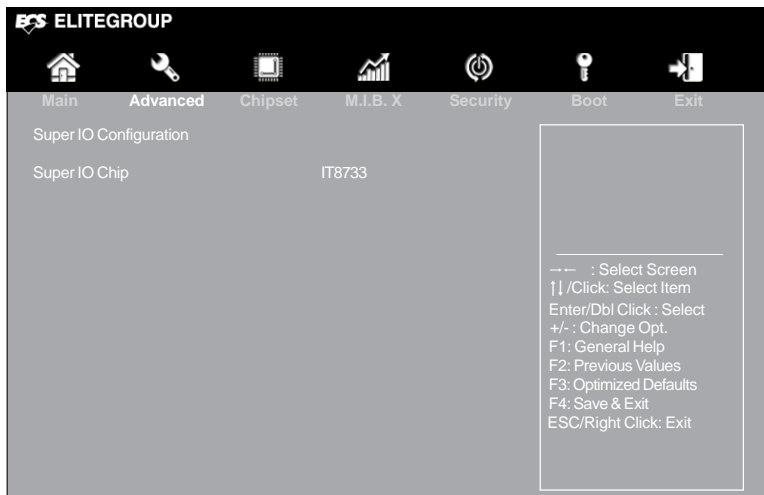 ECS ELITEGROUP
Main Advanced Chipset M.I.B. X Security Boot Exit
Super IO Configuration
Super IO Chip IT8733
→← : Select Screen
↑↓/Click: Select Item
Enter/Dbl Click : Select
+/- : Change Opt.
F1: General Help
F2: Previous Values
F3: Optimized Defaults
F4: Save & Exit
ESC/Right Click: Exit